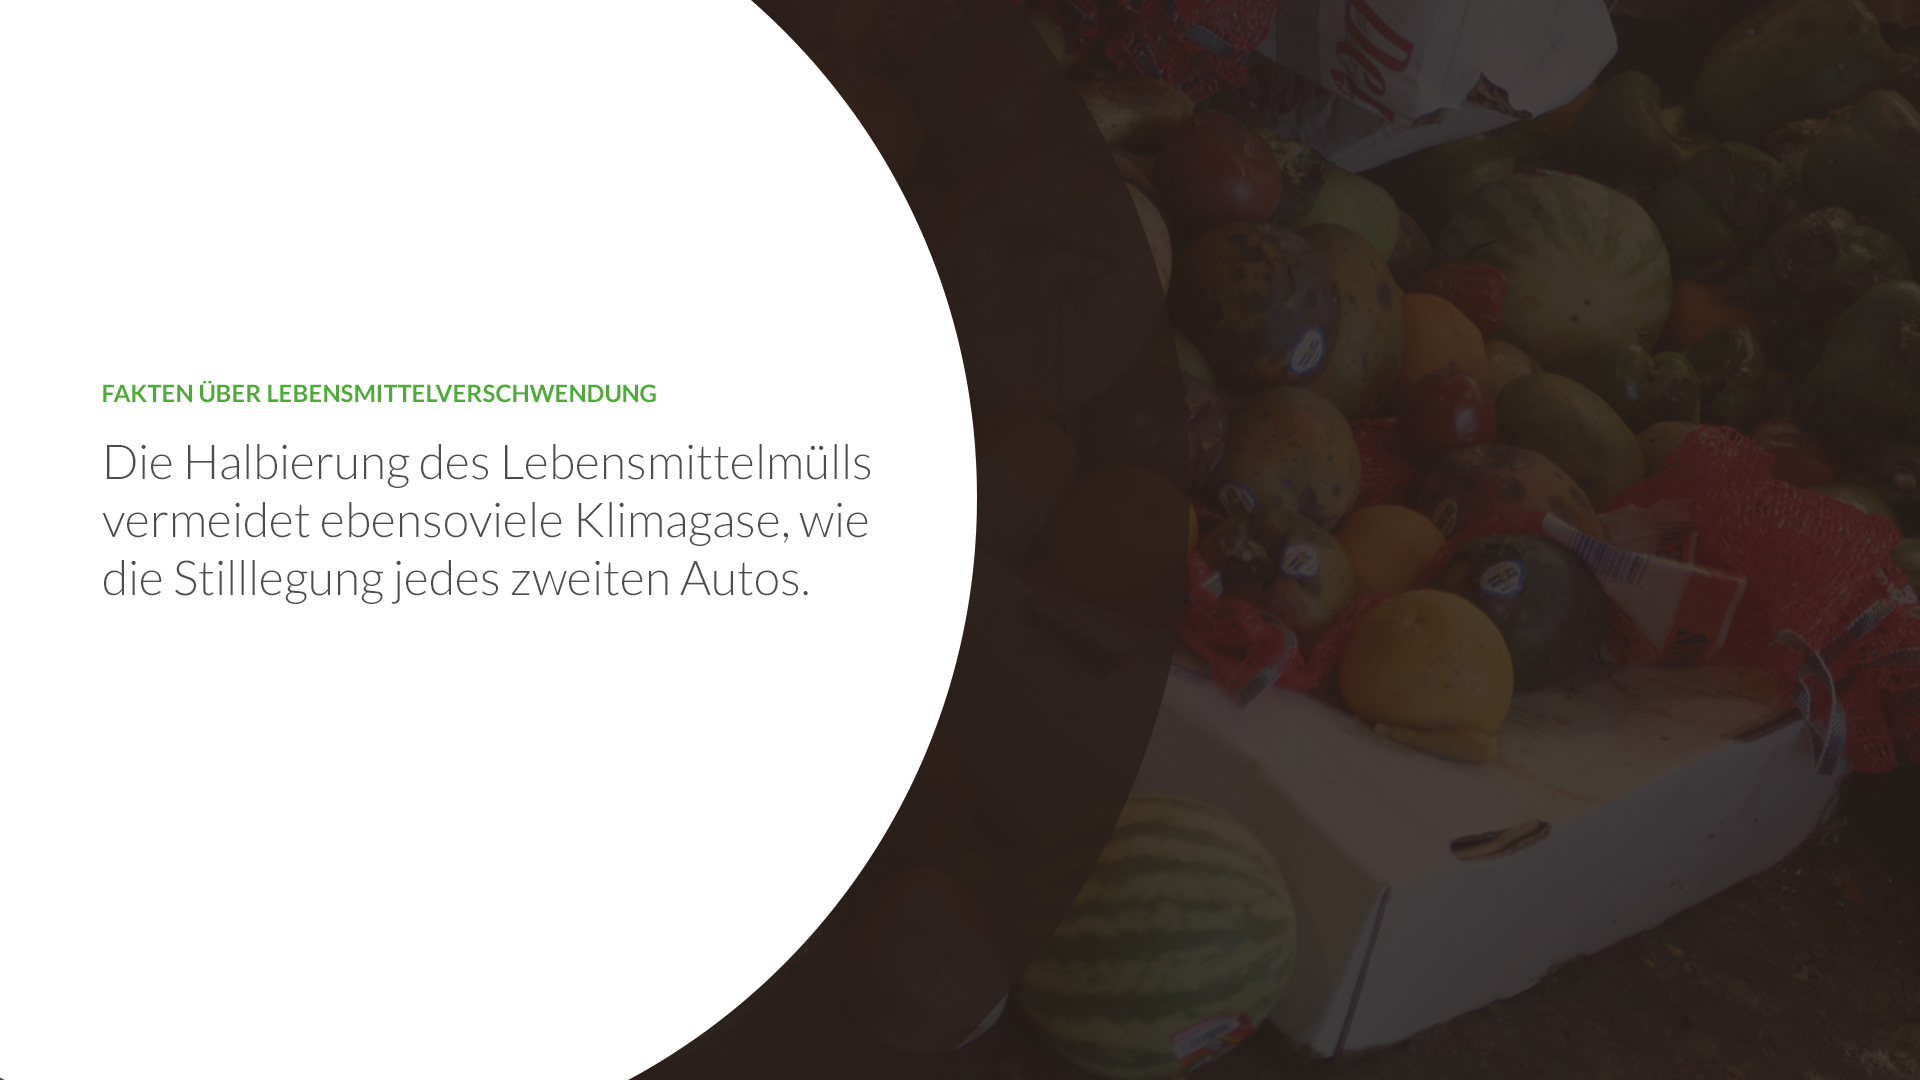 FAKTEN ÜBER LEBENSMITTELVERSCHWENDUNG
Die Halbierung des Lebensmittelmülls
vermeidet ebensoviele Klimagase, wie
die Stilllegung jedes zweiten Autos.